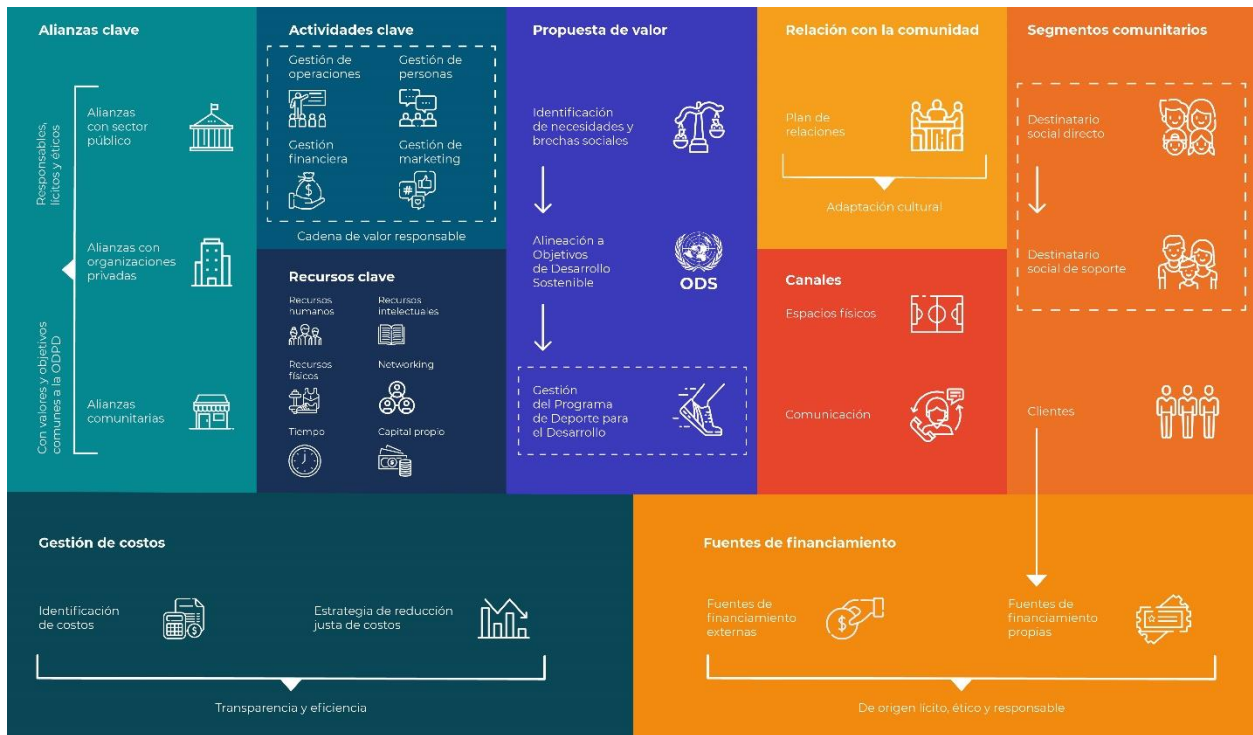 Alianzas clave
Responsables,
lícitos y éticos
Con valores y objetivos
comunes a la ODPD
Alianzas
con sector
público
Alianzas con
organizaciones
privadas
Alianzas
comunitarias
Actividades clave
Gestión de
operaciones
Gestión de
personas
Gestión
financiera
Gestión de
marketing
Cadena de valor responsable
Recursos clave
Recursos
humanos
Recursos
intelectuales
Recursos
físicos
Networking
Tiempo
Capital propio
Propuesta de valor
Identificación
de necesidades y
brechas sociales
Alineación a
Objetivos
de Desarrollo
Sostenible
ODS
Gestión
del Programa
de Deporte para
el Desarrollo
Relación con la comunidad
Plan de
relaciones
Adaptación cultural
Canales
Espacios físicos
Comunicación
Segmentos comunitarios
Destinatario
social directo
Destinatario
social de soporte
Clientes
Gestión de costos
Identificación
de costos
Estrategia de reducción
justa de costos
Transparencia y eficiencia
Fuentes de financiamiento
Fuentes de
financiamiento
externas
Fuentes de
financiamiento
propias
De origen lícito, ético y responsable